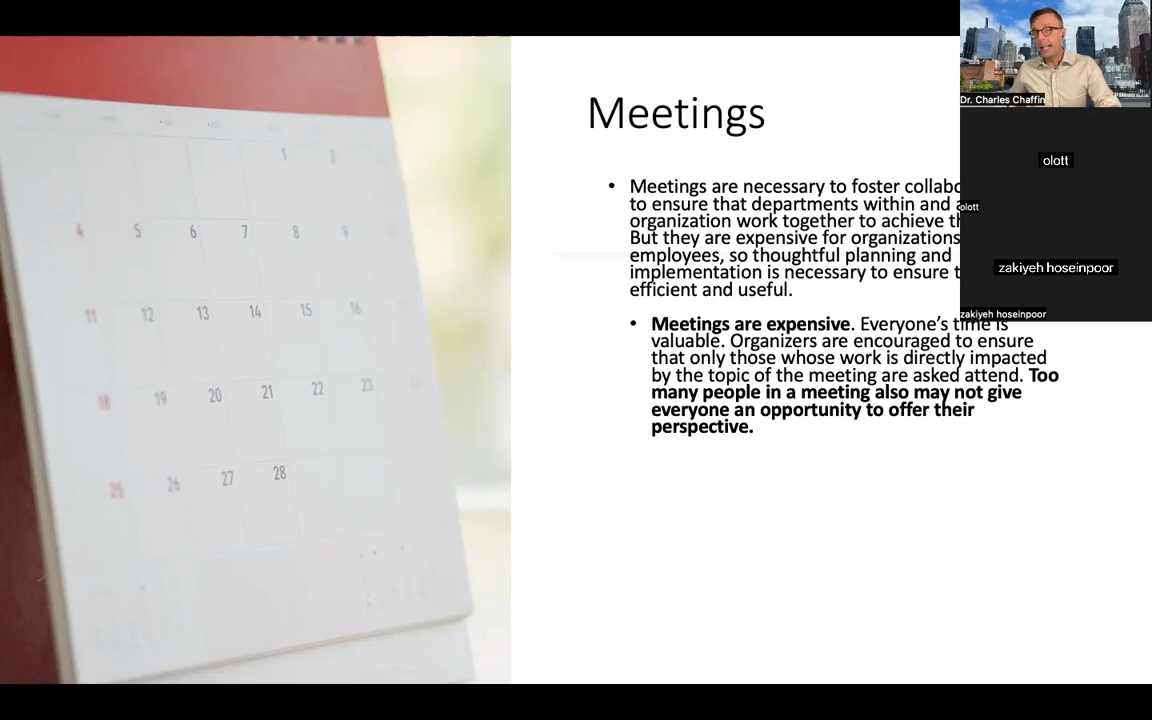 Dr. Charles Chaffin
olott
olott
zakiyeh hoseinpoor
zakiyeh hoseinpoor
Meetings
• Meetings are necessary to foster
to ensure that departments within and
organization work together to achieve
But they are expensive for organizations
employees, so thoughtful planning and
implementation is necessary to ensure
efficient and useful.
• Meetings are expensive. Everyone’s time is
valuable. Organizers are encouraged to ensure
that only those whose work is directly impacted
by the topic of the meeting are asked attend. Too
many people in a meeting also may not give
everyone an opportunity to offer their
perspective.
1 2
4 5 6 7 8 9
11 12 13 14 15 16
18 19 20 21 22 23
25 26 27 28